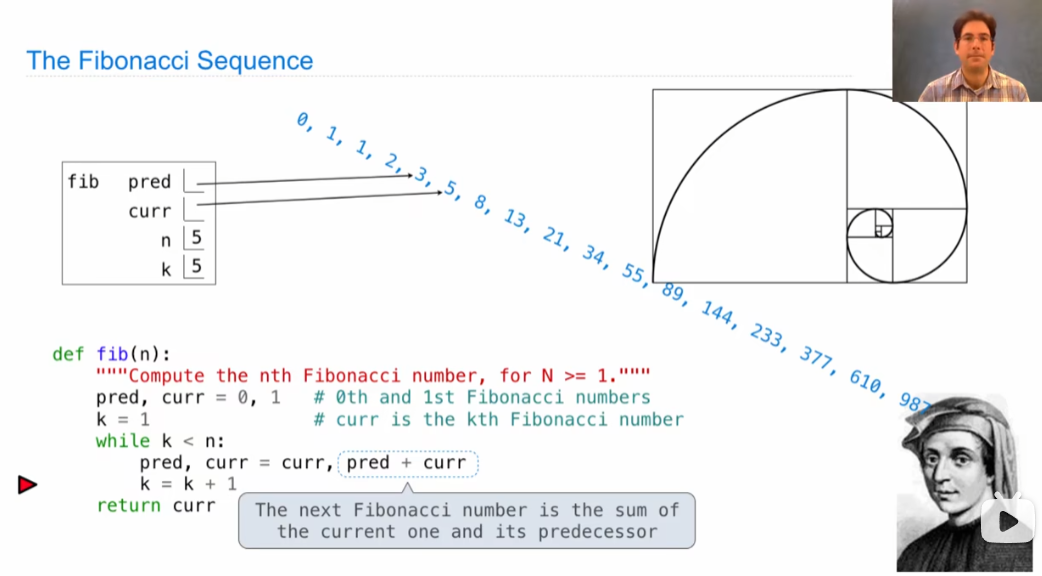 The Fibonacci Sequence
0, 1, 1, 2, 3, 5, 8, 13, 21, 34, 55, 89, 144, 233, 377, 610, 987
fib pred
curr
n 5
k 5
def fib(n):
"""Compute the nth Fibonacci number, for N >= 1."""
pred, curr = 0, 1 # 0th and 1st Fibonacci numbers
k = 1 # curr is the kth Fibonacci number
while k < n:
pred, curr = curr, pred + curr
k = k + 1
return curr
The next Fibonacci number is the sum of
the current one and its predecessor